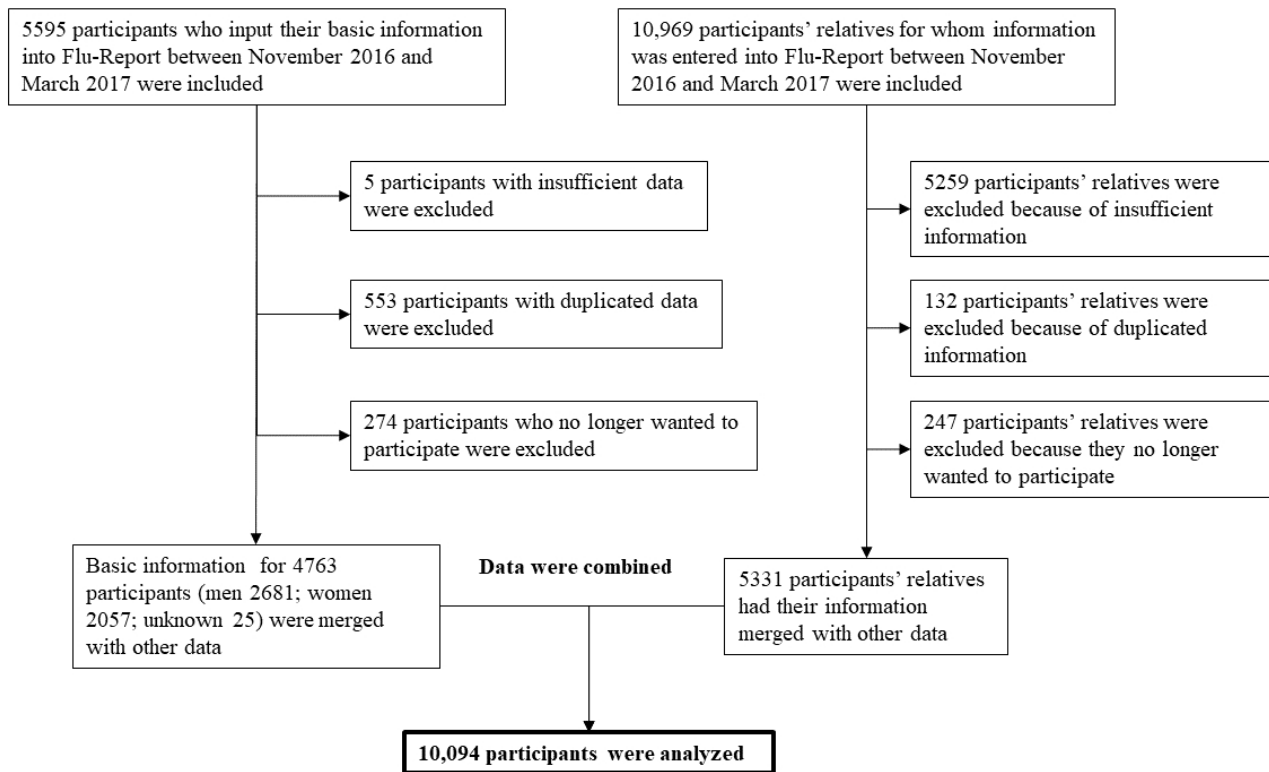 5595 participants who input their basic information
into Flu-Report between November 2016 and
March 2017 were included
10,969 participants’ relatives for whom information
was entered into Flu-Report between November
2016 and March 2017 were included
5 participants with insufficient data
were excluded
5259 participants’ relatives were
excluded because of insufficient
information
553 participants with duplicated data
were excluded
132 participants’ relatives were
excluded because of duplicated
information
274 participants who no longer wanted to
participate were excluded
247 participants’ relatives were
excluded because they no longer
wanted to participate
Basic information for 4763
participants (men 2681; women
2057; unknown 25) were merged
with other data
Data were combined
5331 participants’ relatives
had their information
merged with other data
10,094 participants were analyzed